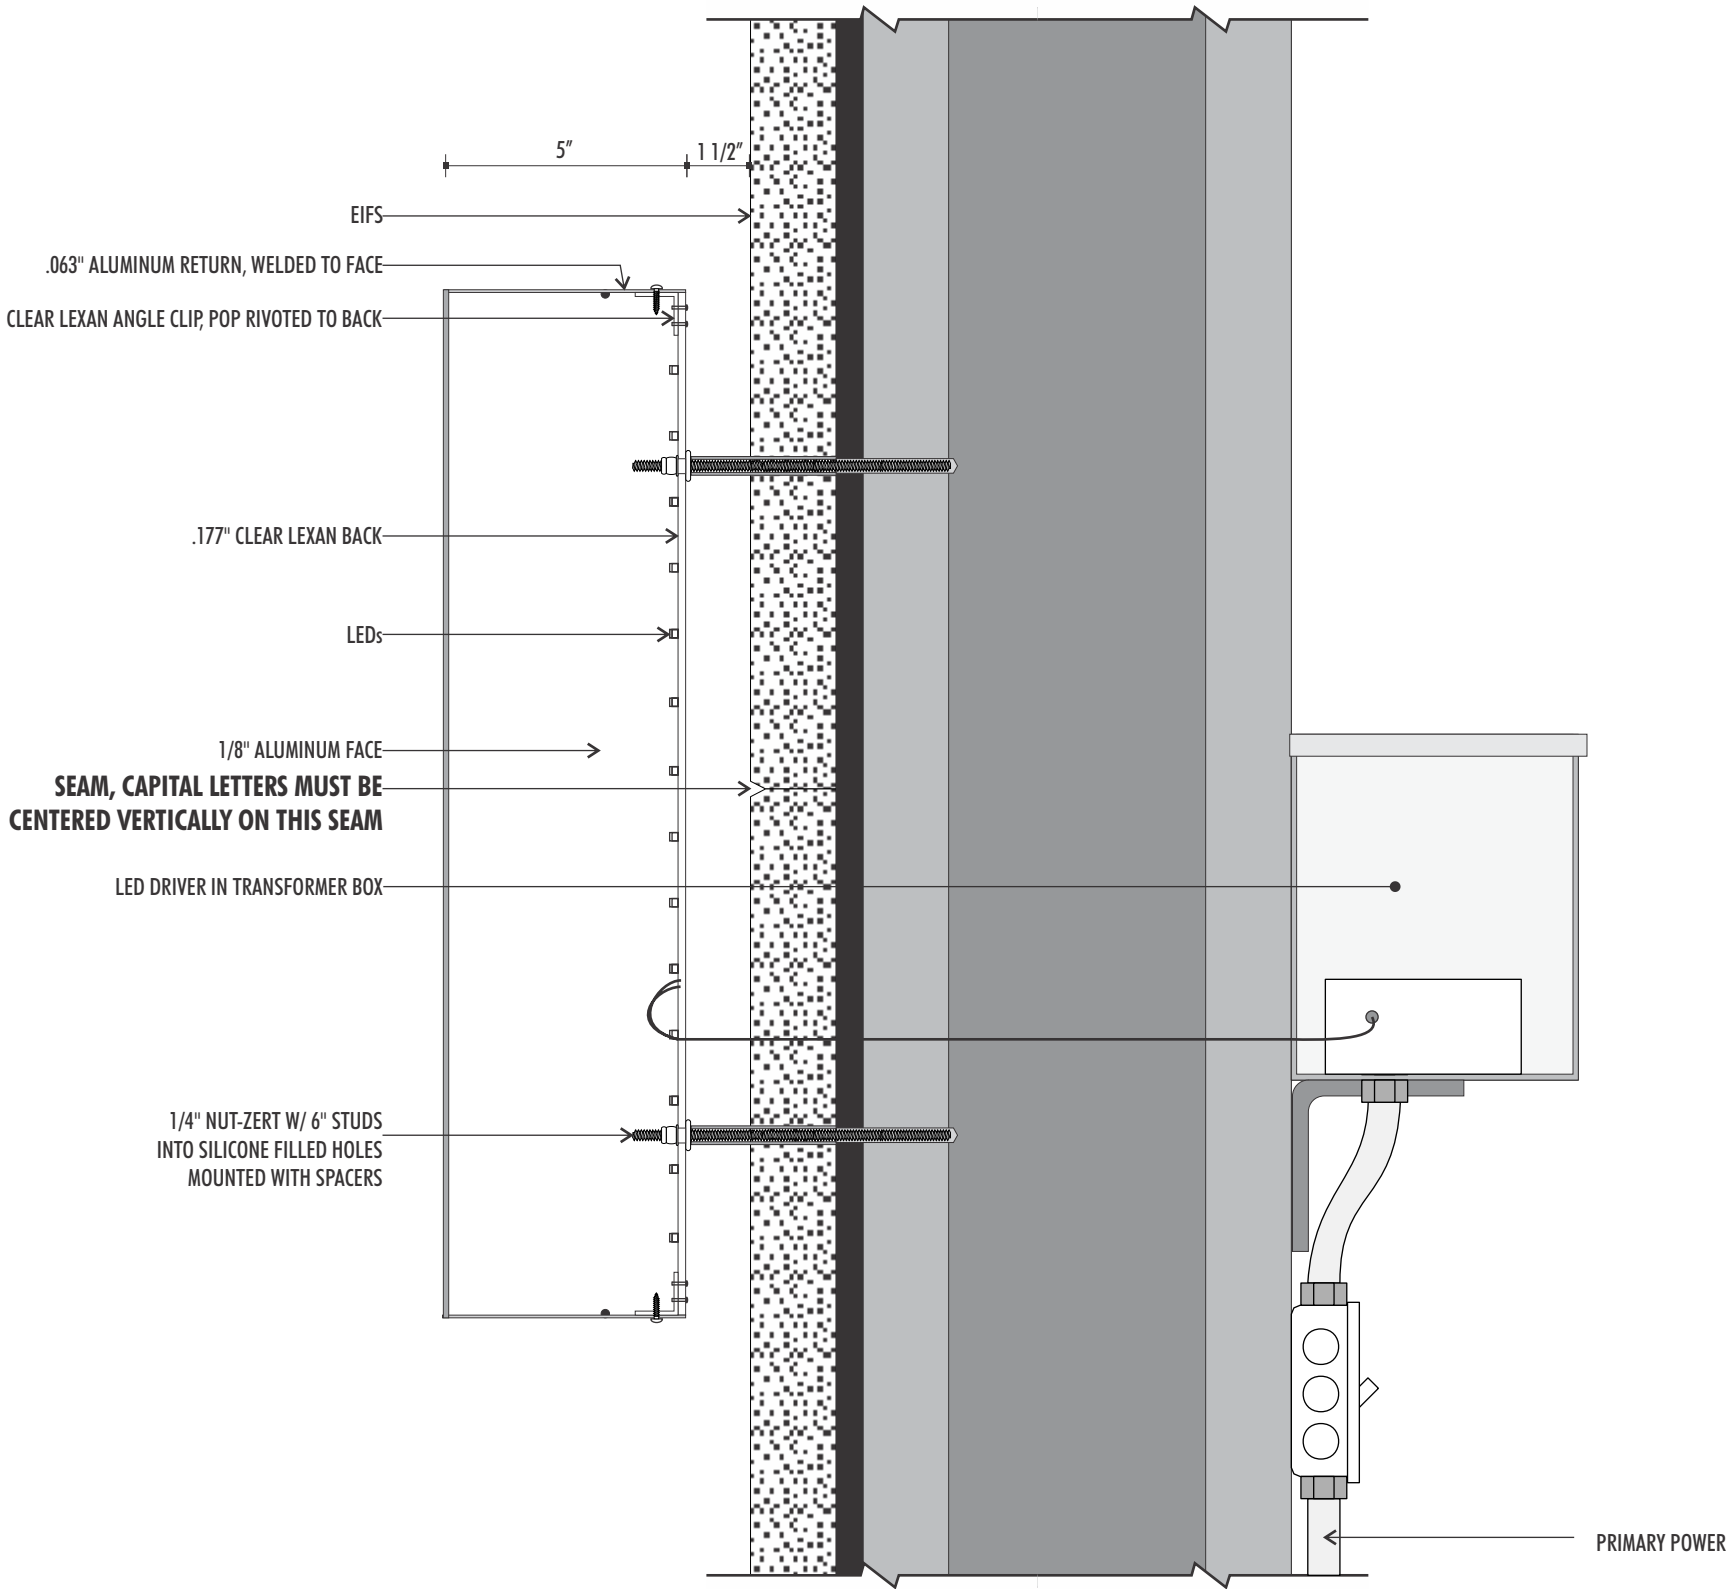 5"
1 1/2"
EIFS
.063" ALUMINUM RETURN, WELDED TO FACE
CLEAR LEXAN ANGLE CLIP, POP RIVOTED TO BACK
.177" CLEAR LEXAN BACK
LEDs
1/8" ALUMINUM FACE
SEAM, CAPITAL LETTERS MUST BE
CENTERED VERTICALLY ON THIS SEAM
LED DRIVER IN TRANSFORMER BOX
1/4" NUT-ZERT W/ 6" STUDS
INTO SILICONE FILLED HOLES
MOUNTED WITH SPACERS
PRIMARY POWER